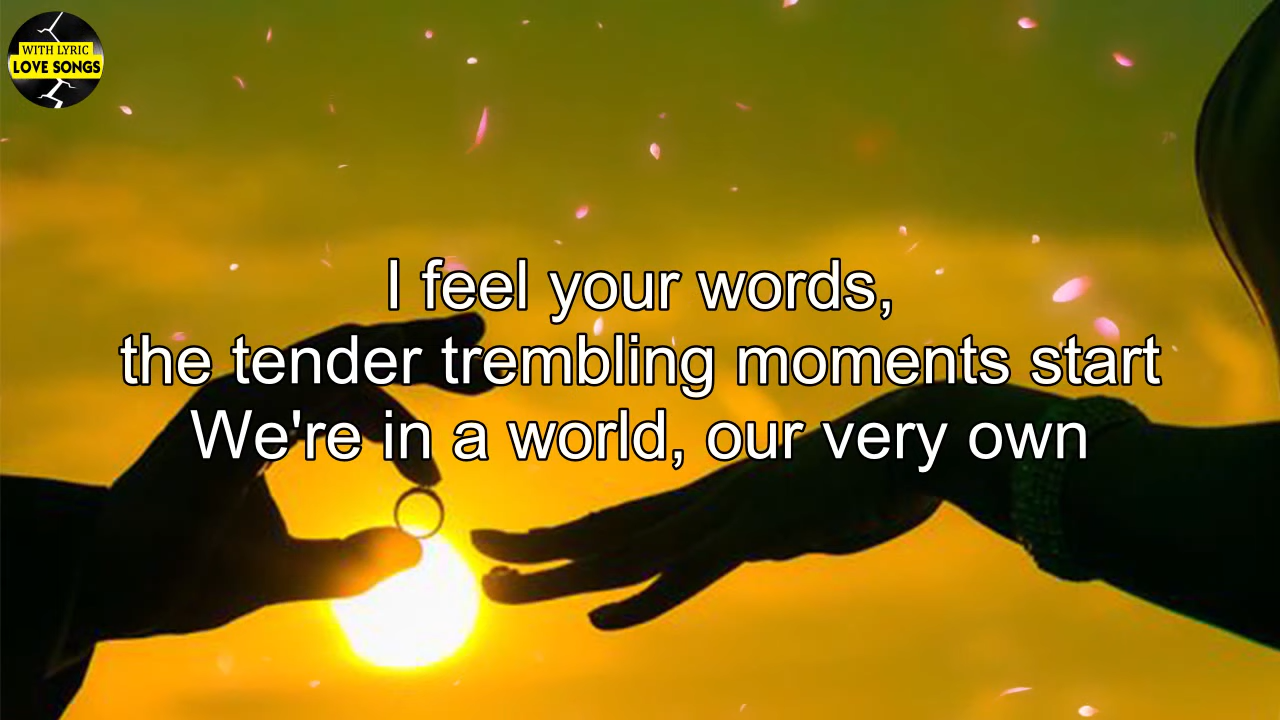 WITH LYRIC
LOVE SONGS
I feel your words,
the tender trembling moments start
We're in a world, our very own